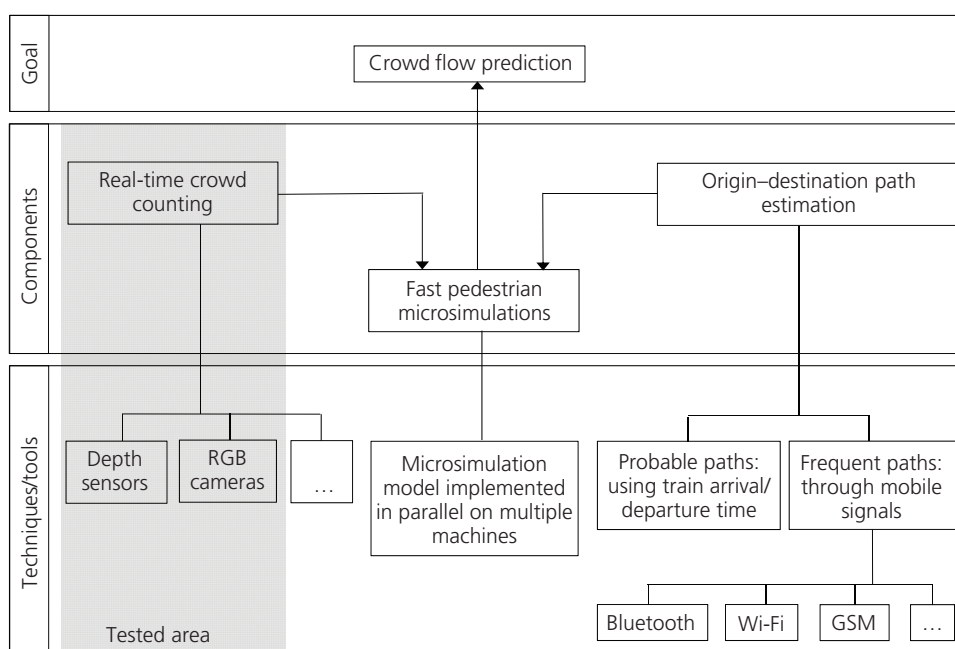 Goal
Crowd flow prediction
Components
Real-time crowd
counting
Origin–destination path
estimation
Fast pedestrian
microsimulations
Techniques/tools
Depth
sensors
RGB
cameras
...
Microsimulation
model implemented
in parallel on multiple
machines
Probable paths:
using train arrival/
departure time
Frequent paths:
through mobile
signals
Bluetooth
Wi-Fi
GSM
...
Tested area